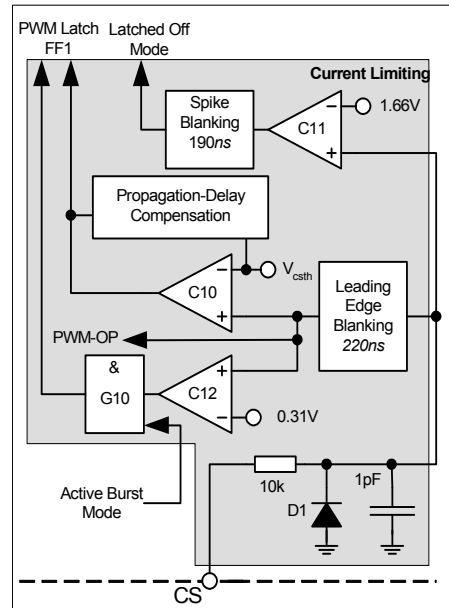 PWM Latch
FF1
Latched Off
Mode
Current Limiting
Spike
Blanking
190ns
C11
1.66V
Propagation-Delay
Compensation
C10
Vcsth
Leading
Edge
Blanking
220ns
PWM-OP
&
G10
C12
0.31V
Active Burst
Mode
10k
D1
1pF
CS